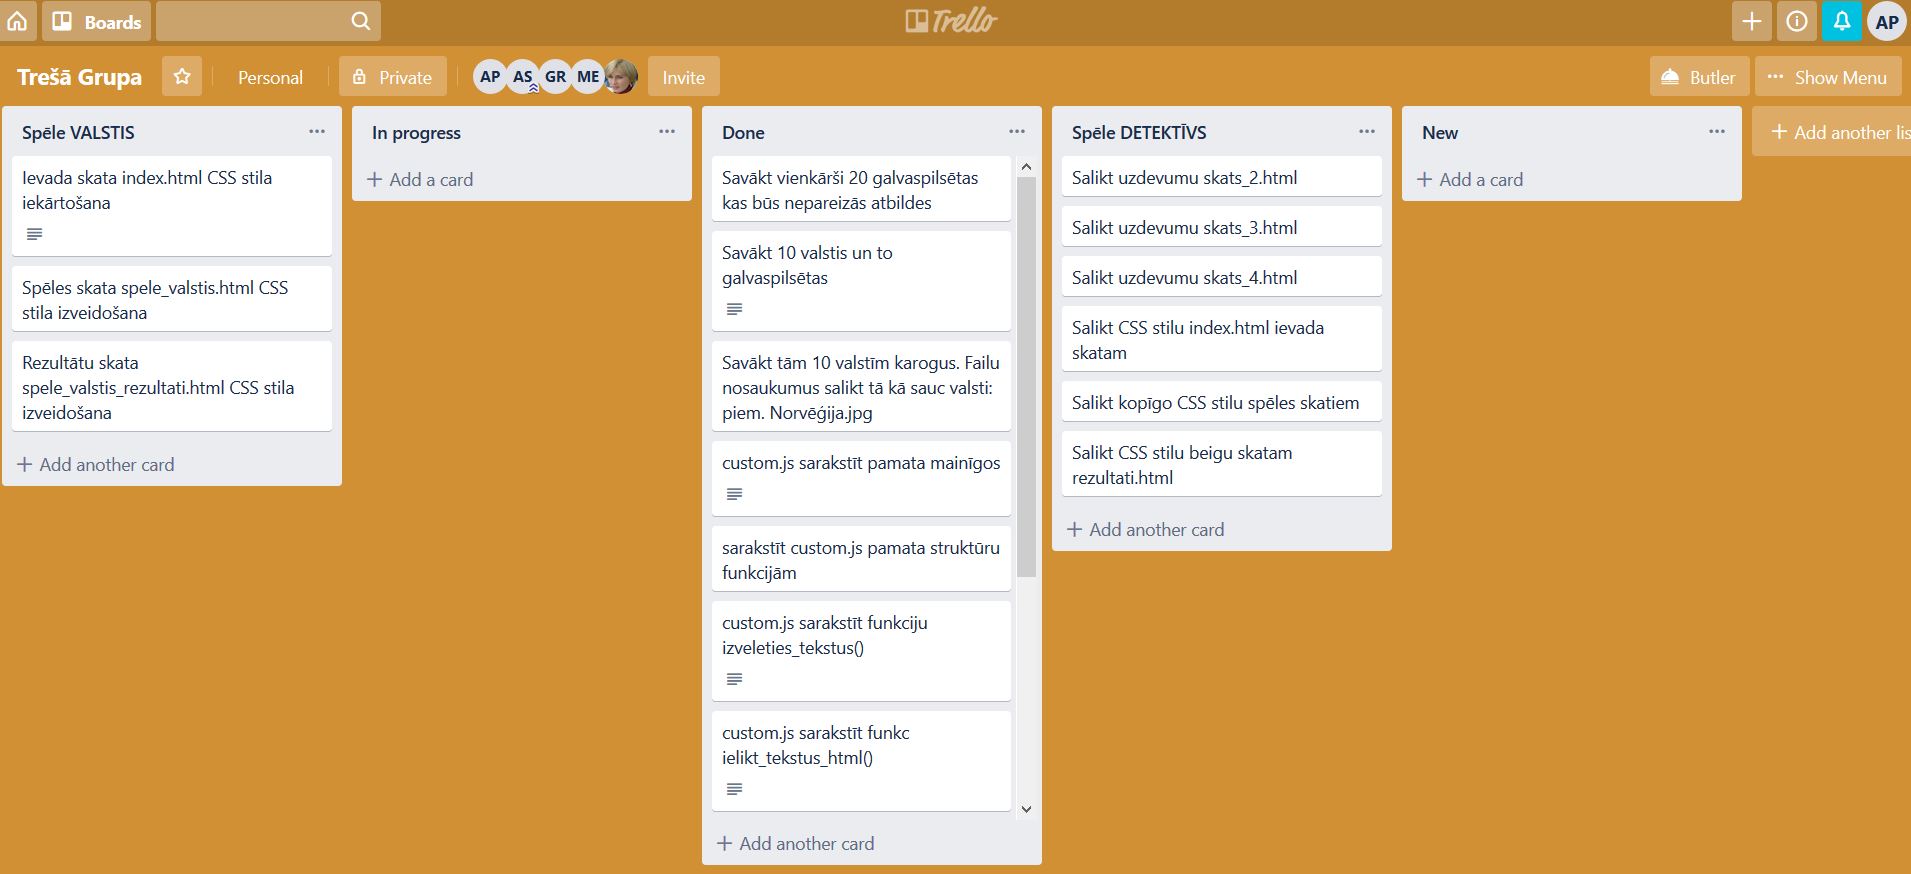 Boards
Trello
AP
Trešā Grupa
Personal
Private
AP AS GR ME
Invite
Butler
Show Menu
Spēle VALSTIS
Ievada skata index.html CSS stila
iekārtošana
Spēles skata spele_valstis.html CSS
stila izveidošana
Rezultātu skata
spele_valstis_rezultati.html CSS stila
izveidošana
Add another card
In progress
Add a card
Done
Savākt vienkārši 20 galvaspilsētas
kas būs nepareizās atbildes
Savākt 10 valstis un to
galvaspilsētas
Savākt tām 10 valstīm karogus. Failu
nosaukumus salikt tā kā sauc valsti:
piem. Norvēģija.jpg
custom.js sarakstīt pamata mainīgos
sarakstīt custom.js pamata struktūru
funkcijām
custom.js sarakstīt funkciju
izveleties_tekstus()
custom.js sarakstīt funkc
ielikt_tekstus_html()
Add another card
Spēle DETEKTĪVS
Salikt uzdevumu skats_2.html
Salikt uzdevumu skats_3.html
Salikt uzdevumu skats_4.html
Salikt CSS stilu index.html ievada
skatam
Salikt kopīgo CSS stilu spēles skatiem
Salikt CSS stilu beigu skatam
rezultati.html
Add another card
New
Add a card
Add another lis